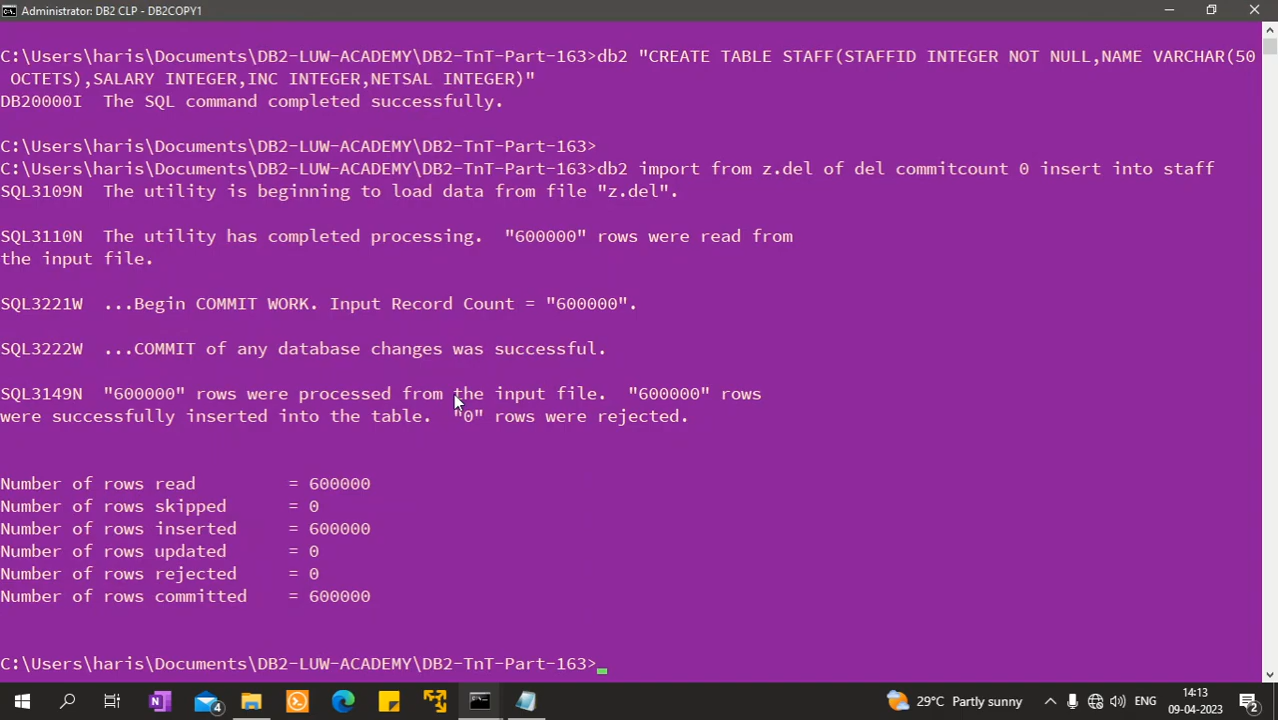 Administrator: DB2 CLP - DB2COPY1
C:\Users\haris\Documents\DB2-LUW-ACADEMY\DB2-TnT-Part-163>db2 "CREATE TABLE STAFF(STAFFID INTEGER NOT NULL,NAME VARCHAR(50
OCTETS),SALARY INTEGER,INC INTEGER,NETSAL INTEGER)"
DB20000I  The SQL command completed successfully.
C:\Users\haris\Documents\DB2-LUW-ACADEMY\DB2-TnT-Part-163>
C:\Users\haris\Documents\DB2-LUW-ACADEMY\DB2-TnT-Part-163>db2 import from z.del of del commitcount 0 insert into staff
SQL3109N  The utility is beginning to load data from file "z.del".
SQL3110N  The utility has completed processing.  "600000" rows were read from
the input file.
SQL3221W  ...Begin COMMIT WORK. Input Record Count = "600000".
SQL3222W  ...COMMIT of any database changes was successful.
SQL3149N  "600000" rows were processed from the input file.  "600000" rows
were successfully inserted into the table.  "0" rows were rejected.
Number of rows read         = 600000
Number of rows skipped      = 0
Number of rows inserted     = 600000
Number of rows updated      = 0
Number of rows rejected     = 0
Number of rows committed    = 600000
C:\Users\haris\Documents\DB2-LUW-ACADEMY\DB2-TnT-Part-163>
4
29°C Partly sunny
ENG
14:13
09-04-2023
2